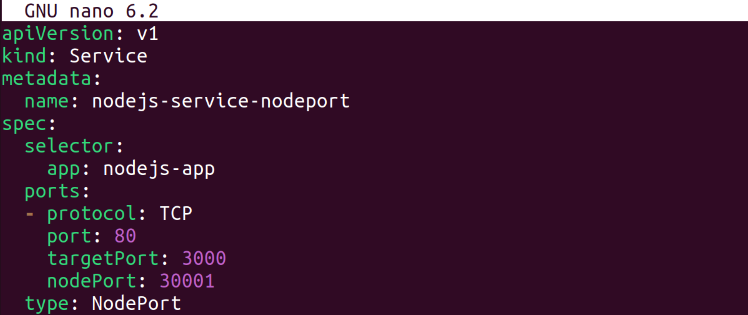 GNU nano 6.2
apiVersion: v1
kind: Service
metadata:
  name: nodejs-service-nodeport
spec:
  selector:
    app: nodejs-app
  ports:
  - protocol: TCP
    port: 80
    targetPort: 3000
    nodePort: 30001
  type: NodePort